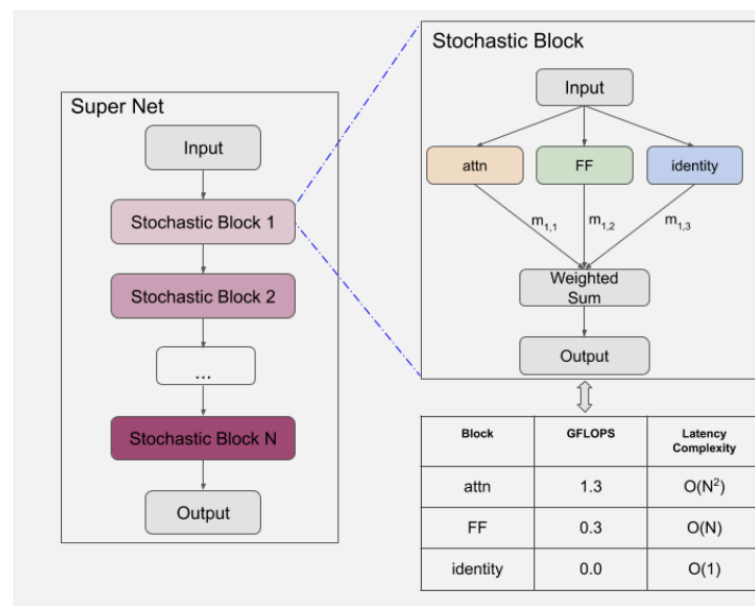 Super Net
Input
Stochastic Block 1
Stochastic Block 2
...
Stochastic Block N
Output
Stochastic Block
Input
attn FF identity
m1,1 m1,2 m1,3
Weighted
Sum
Output
Block GFLOPS Latency
Complexity
attn 1.3 O(N²)
FF 0.3 O(N)
identity 0.0 O(1)